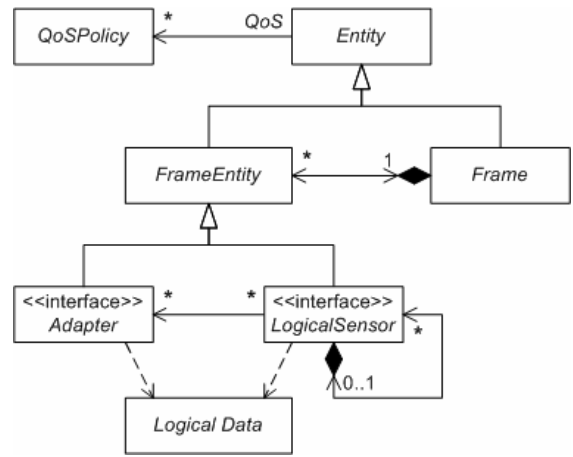 QoSPolicy
*
QoS
Entity
FrameEntity
*
1
Frame
<<interface>>
Adapter
*
*
<<interface>>
LogicalSensor
*
0..1
Logical Data